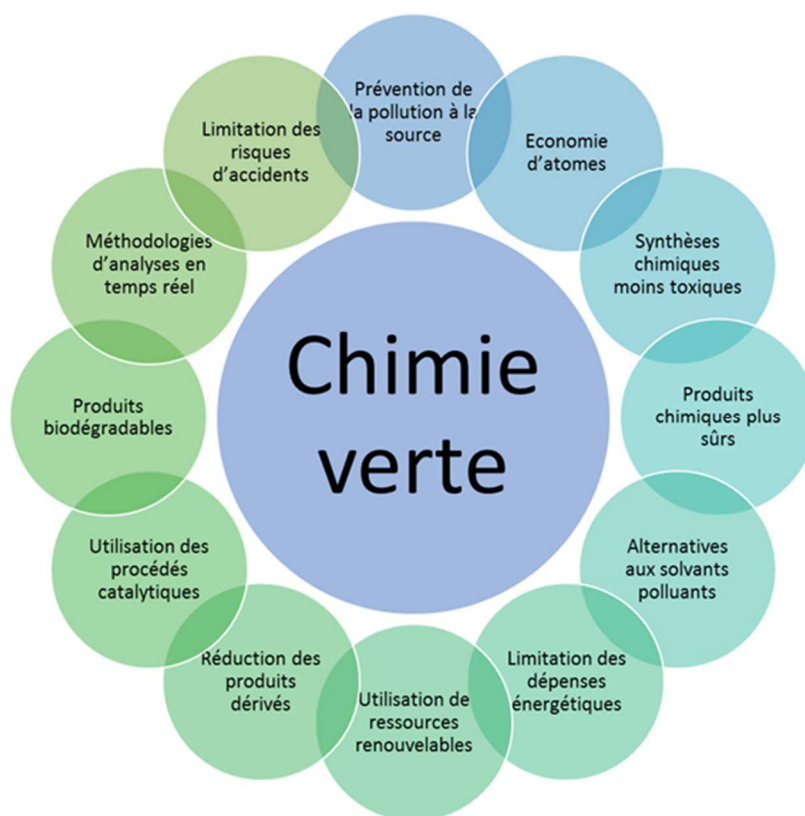 Prévention de
la pollution à la
source
Economie
d'atomes
Synthèses
chimiques
moins toxiques
Produits
chimiques plus
sûrs
Alternatives
aux solvants
polluants
Limitation des
dépenses
énergétiques
Utilisation de
ressources
renouvelables
Réduction des
produits
dérivés
Utilisation des
procédés
catalytiques
Produits
biodégradables
Méthodologies
d'analyses en
temps réel
Limitation des
risques
d'accidents
Chimie
verte